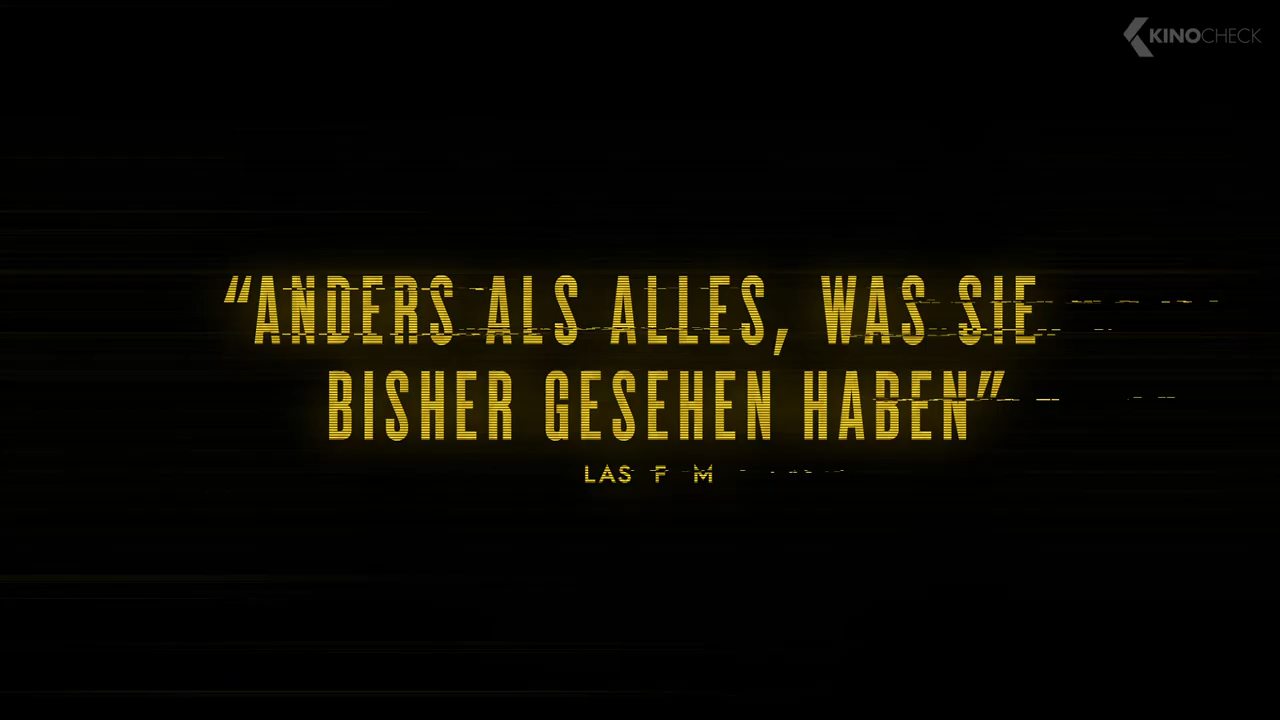 KINOCHECK
“ANDERS ALS ALLES, WAS SIE
BISHER GESEHEN HABEN”